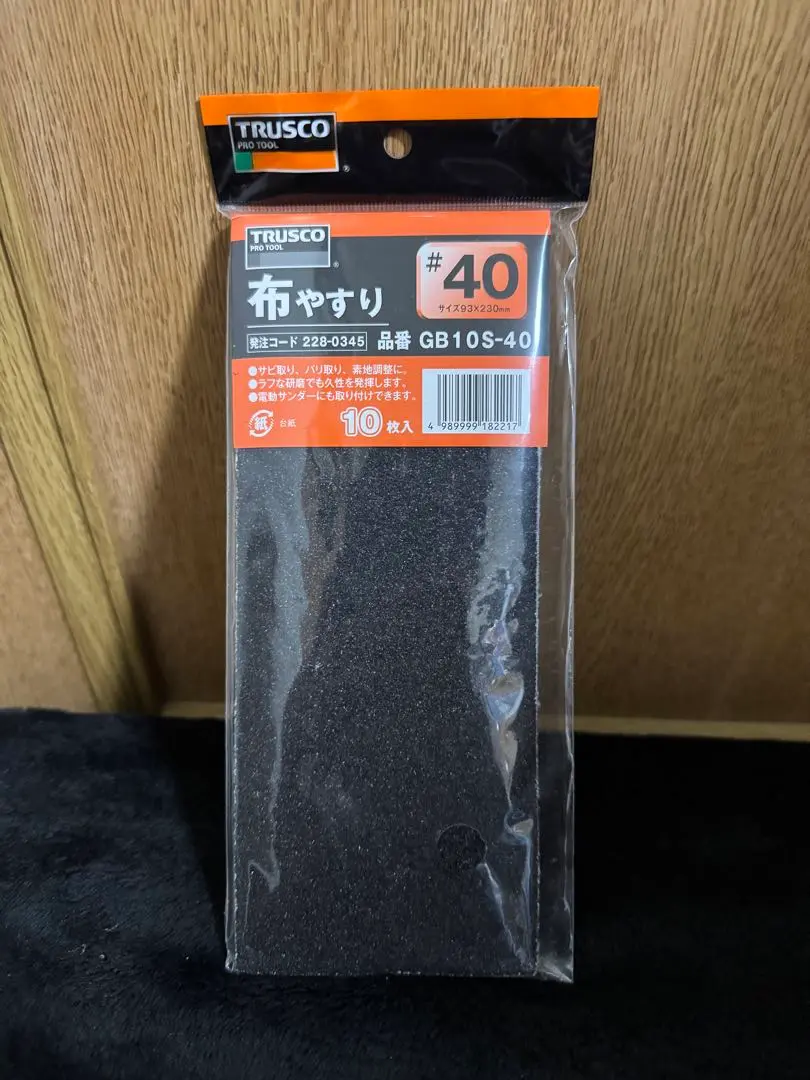 TRUSCO
PRO TOOL
®
TRUSCO
PRO TOOL
®
#40
サイズ93×230mm
布やすり
発注コード 228-0345 品番 GB10S-40
●サビ取り、バリ取り、素地調整に。
●ラフな研磨でも久性を発揮します。
●電動サンダーにも取り付けできます。
紙 台紙
10枚入
4 989999 182217